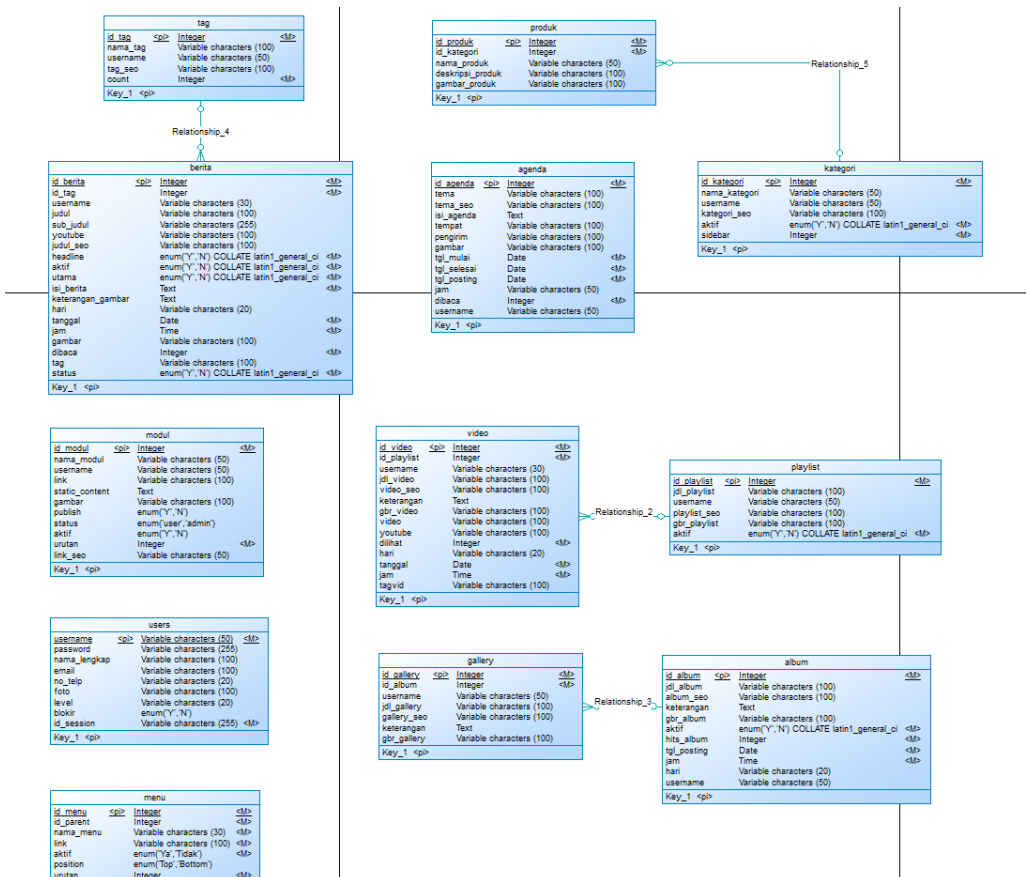 tag
id_tag <pi> Integer <M>
nama_tag Variable characters (100)
username Variable characters (50)
tag_seo Variable characters (100)
count Integer <M>
Key_1 <pi>
Relationship_4
berita
id_berita <pi> Integer <M>
id_tag Integer <M>
username Variable characters (30)
judul Variable characters (100)
sub_judul Variable characters (255)
youtube Variable characters (100)
judul_seo Variable characters (100)
headline enum('Y','N') COLLATE latin1_general_ci <M>
aktif enum('Y','N') COLLATE latin1_general_ci <M>
utama enum('Y','N') COLLATE latin1_general_ci <M>
isi_berita Text <M>
keterangan_gambar Text
hari Variable characters (20)
tanggal Date <M>
jam Time <M>
gambar Variable characters (100)
dibaca Integer <M>
tag Variable characters (100)
status enum('Y','N') COLLATE latin1_general_ci <M>
Key_1 <pi>
produk
id_produk <pi> Integer <M>
id_kategori Integer <M>
nama_produk Variable characters (50)
deskripsi_produk Variable characters (100)
gambar_produk Variable characters (100)
Key_1 <pi>
Relationship_5
agenda
id_agenda <pi> Integer <M>
tema Variable characters (100)
tema_seo Variable characters (100)
isi_agenda Text
tempat Variable characters (100)
pengirim Variable characters (100)
gambar Variable characters (100)
tgl_mulai Date <M>
tgl_selesai Date <M>
tgl_posting Date <M>
jam Variable characters (50)
dibaca Integer <M>
username Variable characters (50)
Key_1 <pi>
kategori
id_kategori <pi> Integer <M>
nama_kategori Variable characters (50)
username Variable characters (50)
kategori_seo Variable characters (100)
aktif enum('Y','N') COLLATE latin1_general_ci <M>
sidebar Integer <M>
Key_1 <pi>
modul
id_modul <pi> Integer <M>
nama_modul Variable characters (50)
username Variable characters (50)
link Variable characters (100)
static_content Text
gambar Variable characters (100)
publish enum('Y','N')
status enum('user','admin')
aktif enum('Y','N')
urutan Integer <M>
link_seo Variable characters (50)
Key_1 <pi>
video
id_video <pi> Integer <M>
id_playlist Integer <M>
username Variable characters (30)
jdl_video Variable characters (100)
video_seo Variable characters (100)
keterangan Text
gbr_video Variable characters (100)
video Variable characters (100)
youtube Variable characters (100)
dilihat Integer <M>
hari Variable characters (20)
tanggal Date <M>
jam Time <M>
tagvid Variable characters (100)
Key_1 <pi>
Relationship_2
playlist
id_playlist <pi> Integer <M>
jdl_playlist Variable characters (100)
username Variable characters (50)
playlist_seo Variable characters (100)
gbr_playlist Variable characters (100)
aktif enum('Y','N') COLLATE latin1_general_ci <M>
Key_1 <pi>
users
username <pi> Variable characters (50) <M>
password Variable characters (255)
nama_lengkap Variable characters (100)
email Variable characters (100)
no_telp Variable characters (20)
foto Variable characters (100)
level Variable characters (20)
blokir enum('Y','N')
id_session Variable characters (255) <M>
Key_1 <pi>
gallery
id_gallery <pi> Integer <M>
id_album Integer <M>
username Variable characters (50)
jdl_gallery Variable characters (100)
gallery_seo Variable characters (100)
keterangan Text
gbr_gallery Variable characters (100)
Key_1 <pi>
Relationship_3
album
id_album <pi> Integer <M>
jdl_album Variable characters (100)
album_seo Variable characters (100)
keterangan Text
gbr_album Variable characters (100)
aktif enum('Y','N') COLLATE latin1_general_ci <M>
hits_album Integer <M>
tgl_posting Date <M>
jam Time <M>
hari Variable characters (20)
username Variable characters (50)
Key_1 <pi>
menu
id_menu <pi> Integer <M>
id_parent Integer <M>
nama_menu Variable characters (30) <M>
link Variable characters (100) <M>
aktif enum('Ya','Tidak') <M>
position enum('Top','Bottom')
urutan Integer <M>